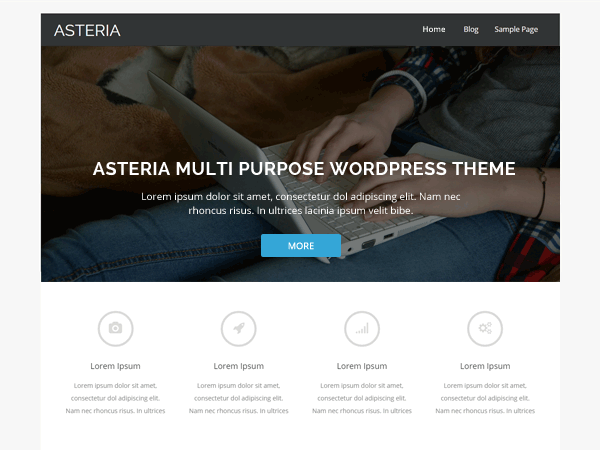 ASTERIA
Home Blog Sample Page
ASTERIA MULTI PURPOSE WORDPRESS THEME
Lorem ipsum dolor sit amet, consectetur dol adipiscing elit. Nam nec
rhoncus risus. In ultrices lacinia ipsum velit bibe.
MORE
Lorem Ipsum
Lorem ipsum dolor sit amet,
consectetur dol adipiscing elit.
Nam nec rhoncus risus. In ultrices
Lorem Ipsum
Lorem ipsum dolor sit amet,
consectetur dol adipiscing elit.
Nam nec rhoncus risus. In ultrices
Lorem Ipsum
Lorem ipsum dolor sit amet,
consectetur dol adipiscing elit.
Nam nec rhoncus risus. In ultrices
Lorem Ipsum
Lorem ipsum dolor sit amet,
consectetur dol adipiscing elit.
Nam nec rhoncus risus. In ultrices